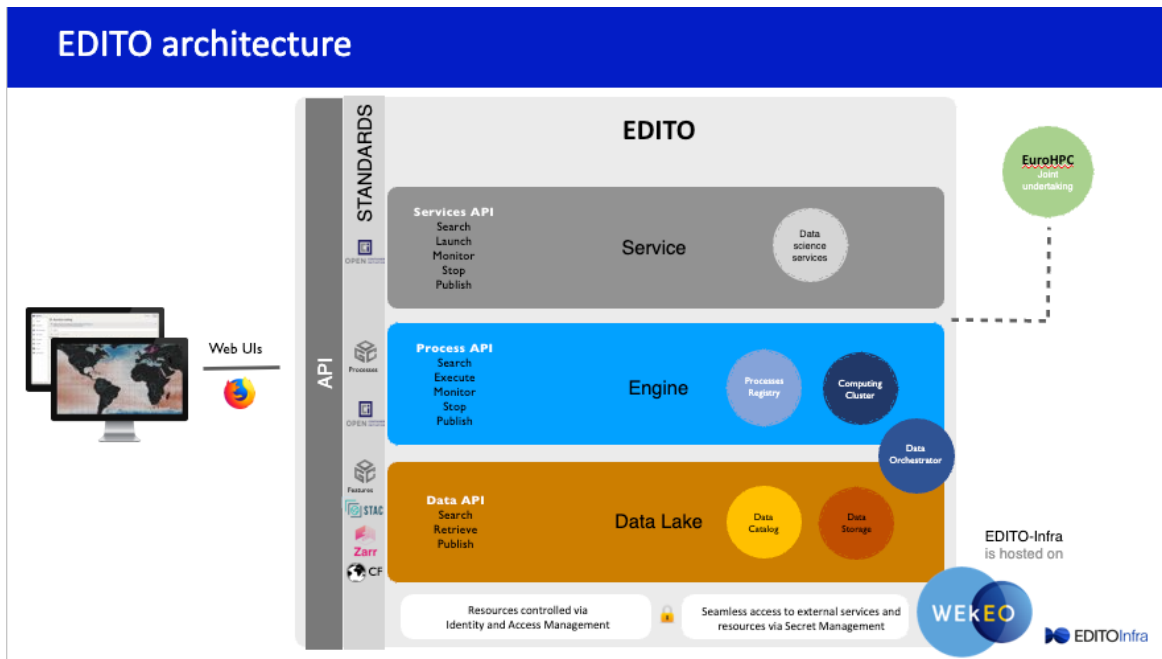 EDITO architecture
STANDARDS
EDITO
EuroHPC
Joint
undertaking
Services API
Search
Launch
Monitor
Stop
Publish
Service
Data
science
services
OPEN
Web UIs
API
Processes
Process API
Search
Execute
Monitor
Stop
Publish
Engine
Processes
Registry
Computing
Cluster
OPEN
Data
Orchestrator
Features
STAC
Zarr
CF
Data API
Search
Retrieve
Publish
Data Lake
Data
Catalog
Data
Storage
EDITO-Infra
is hosted on
Resources controlled via
Identity and Access Management
Seamless access to external services and
resources via Secret Management
WEkEO
EDITOInfra